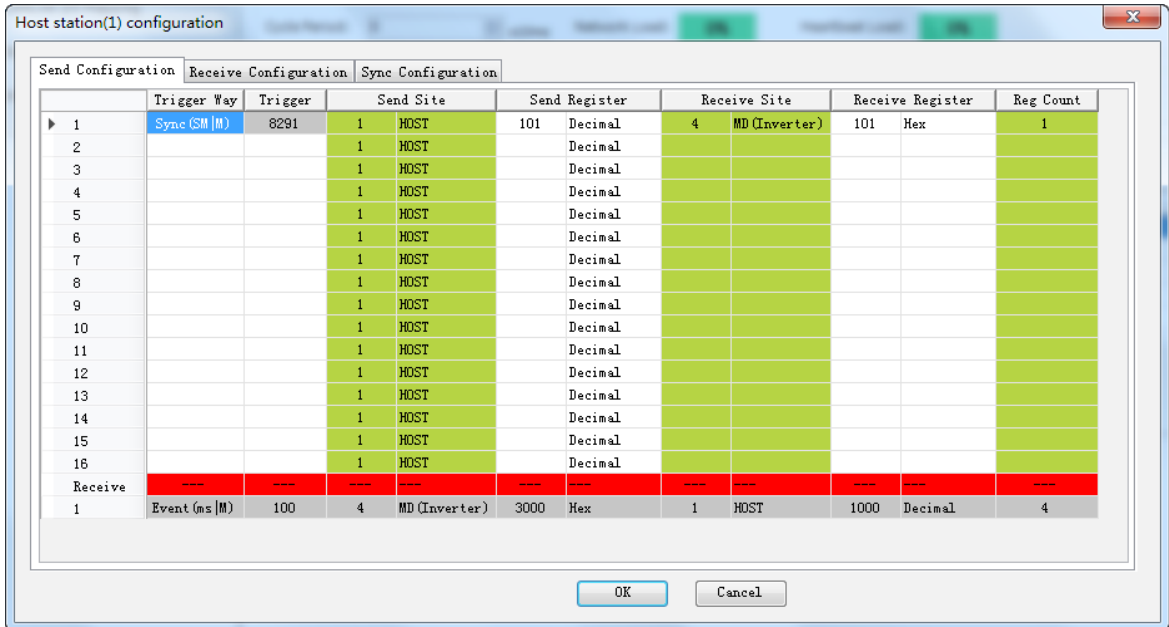 Host station(1) configuration
Send Configuration Receive Configuration Sync Configuration
Trigger Way Trigger Send Site Send Register Receive Site Receive Register Reg Count
1 Sync(SM|M) 8291 1 HOST 101 Decimal 4 MD(Inverter) 101 Hex 1
2 1 HOST Decimal
3 1 HOST Decimal
4 1 HOST Decimal
5 1 HOST Decimal
6 1 HOST Decimal
7 1 HOST Decimal
8 1 HOST Decimal
9 1 HOST Decimal
10 1 HOST Decimal
11 1 HOST Decimal
12 1 HOST Decimal
13 1 HOST Decimal
14 1 HOST Decimal
15 1 HOST Decimal
16 1 HOST Decimal
Receive --- --- --- --- --- --- --- --- --- --- ---
1 Event(ms|M) 100 4 MD(Inverter) 3000 Hex 1 HOST 1000 Decimal 4
OK Cancel